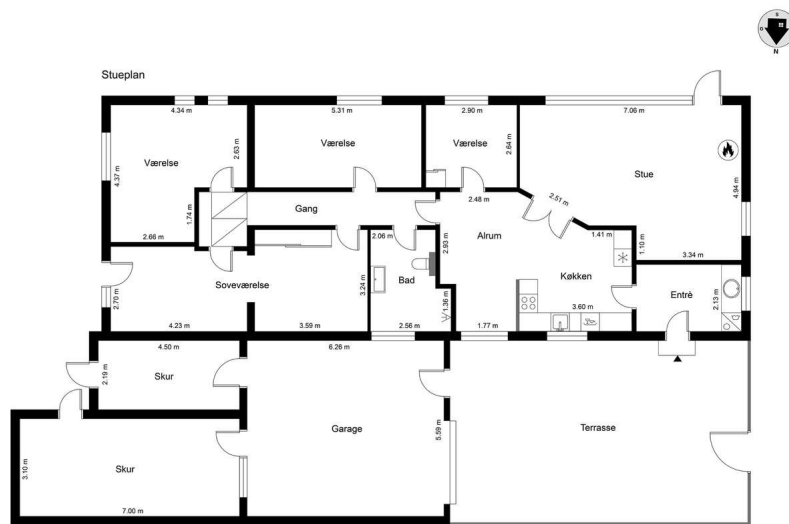 S
O
N
Stueplan
4.34 m
5.31 m
2.90 m
7.06 m
Værelse
4.37 m
2.63 m
Værelse
Værelse
2.64 m
Stue
4.94 m
1.74 m
2.66 m
Gang
2.48 m
2.51 m
1.41 m
1.10 m
3.34 m
2.06 m
2.93 m
Alrum
Soveværelse
2.70 m
4.23 m
3.59 m
3.24 m
Bad
1.36 m
2.56 m
Køkken
3.60 m
1.77 m
Entrè
2.13 m
4.50 m
2.19 m
Skur
6.26 m
Garage
5.59 m
Terrasse
3.10 m
Skur
7.00 m